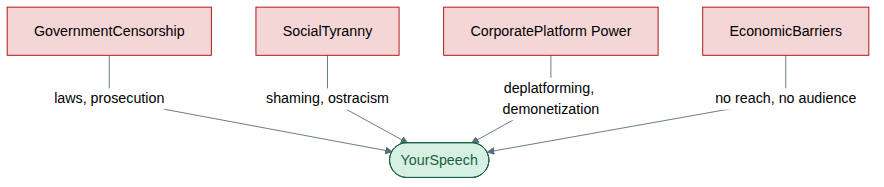 GovernmentCensorship
SocialTyranny
CorporatePlatform Power
EconomicBarriers
laws, prosecution
shaming, ostracism
deplatforming,
demonetization
no reach, no audience
YourSpeech